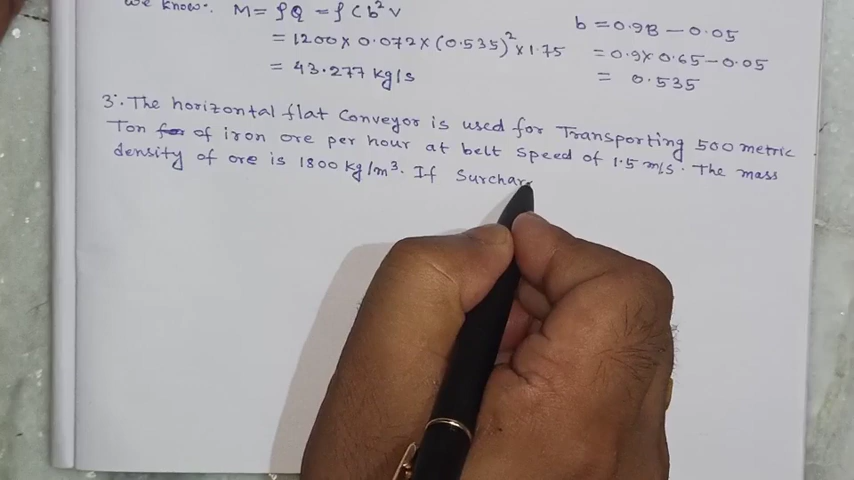 we know:. M = ρQ = ρCb²V
= 1200 × 0.072 × (0.535)² × 1.75
= 43.277 kg/s
b = 0.9B - 0.05
= 0.9 × 0.65 - 0.05
= 0.535
3:. The horizontal flat Conveyor is used for Transporting 500 metric
Ton of iron ore per hour at belt speed of 1.5 m/s. The mass
density of ore is 1800 kg/m³. If Surchar